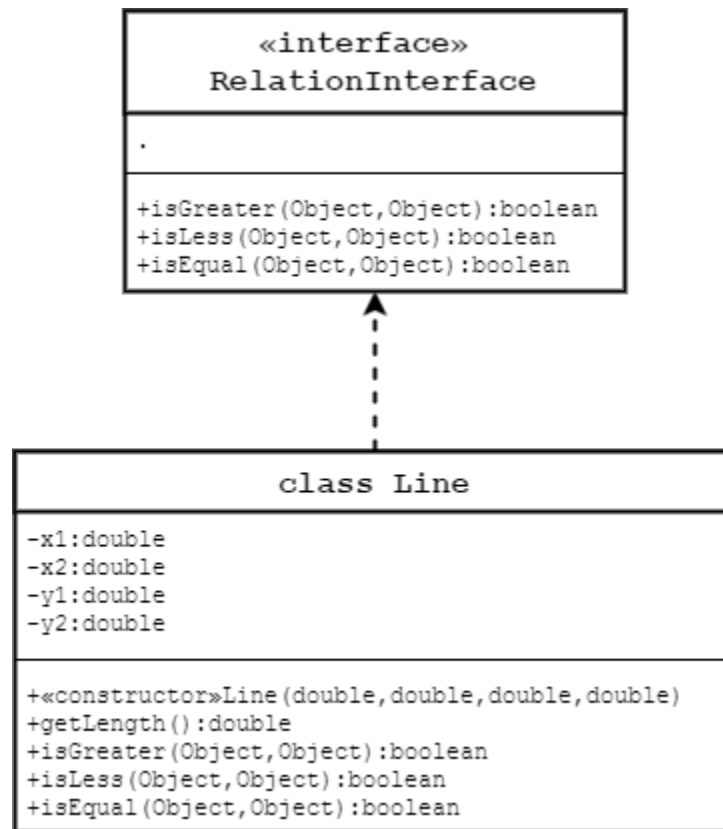 «interface»
RelationInterface
.
+isGreater(Object,Object):boolean
+isLess(Object,Object):boolean
+isEqual(Object,Object):boolean
class Line
-x1:double
-x2:double
-y1:double
-y2:double
+«constructor»Line(double,double,double,double)
+getLength():double
+isGreater(Object,Object):boolean
+isLess(Object,Object):boolean
+isEqual(Object,Object):boolean